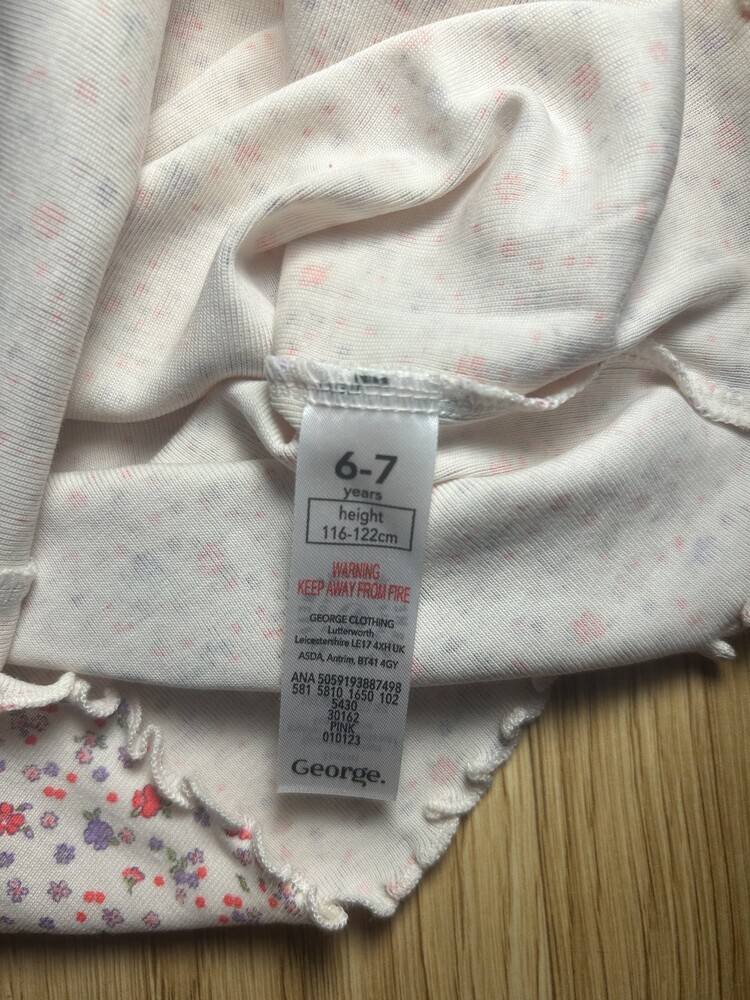 6-7
years
height
116-122cm
WARNING
KEEP AWAY FROM FIRE
GEORGE CLOTHING
Lutterworth
Leicestershire LE17 4XH UK
ASDA, Antrim, BT41 4GY
ANA 5059193887498
581 5810 1650 102
5430
30162
PINK
010123
George.